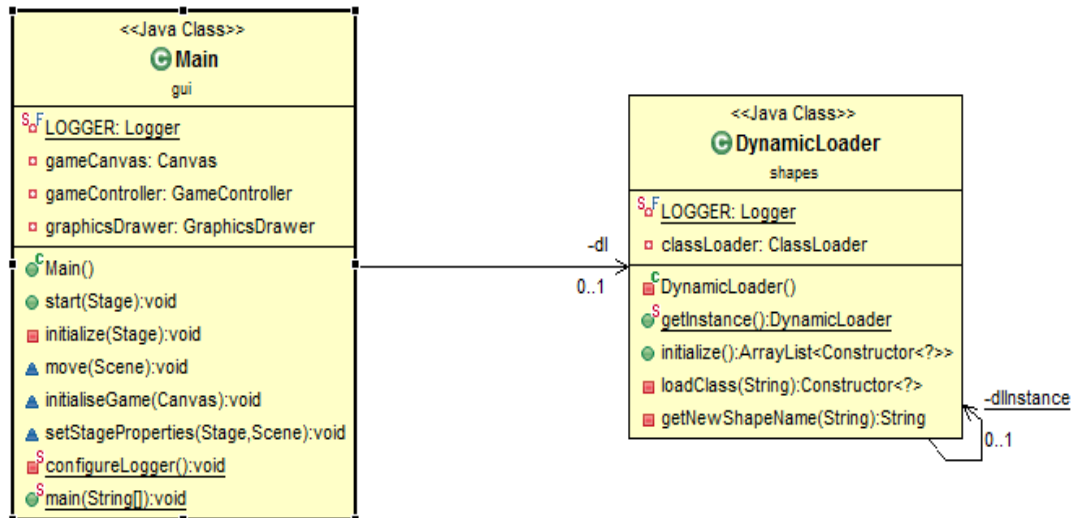 <<Java Class>>
Main
gui
LOGGER: Logger
gameCanvas: Canvas
gameController: GameController
graphicsDrawer: GraphicsDrawer
Main()
start(Stage):void
initialize(Stage):void
move(Scene):void
initialiseGame(Canvas):void
setStageProperties(Stage,Scene):void
configureLogger():void
main(String[]):void
-dl
0..1
<<Java Class>>
DynamicLoader
shapes
LOGGER: Logger
classLoader: ClassLoader
DynamicLoader()
getInstance():DynamicLoader
initialize():ArrayList<Constructor<?>>
loadClass(String):Constructor<?>
getNewShapeName(String):String
-dlInstance
0..1